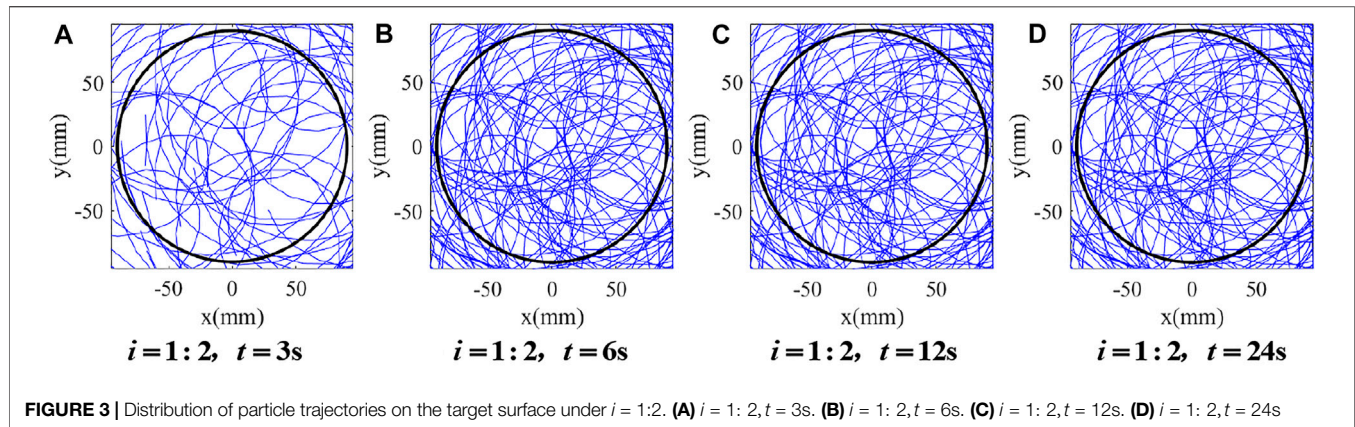 A
B
C
D
50
0
-50
y(mm)
-50 0 50
x(mm)
i=1:2, t=3s
50
0
-50
y(mm)
-50 0 50
x(mm)
i=1:2, t=6s
50
0
-50
y(mm)
-50 0 50
x(mm)
i=1:2, t=12s
50
0
-50
y(mm)
-50 0 50
x(mm)
i=1:2, t=24s
FIGURE 3 | Distribution of particle trajectories on the target surface under i = 1:2. (A) i = 1: 2, t = 3s. (B) i = 1: 2, t = 6s. (C) i = 1: 2, t = 12s. (D) i = 1: 2, t = 24s